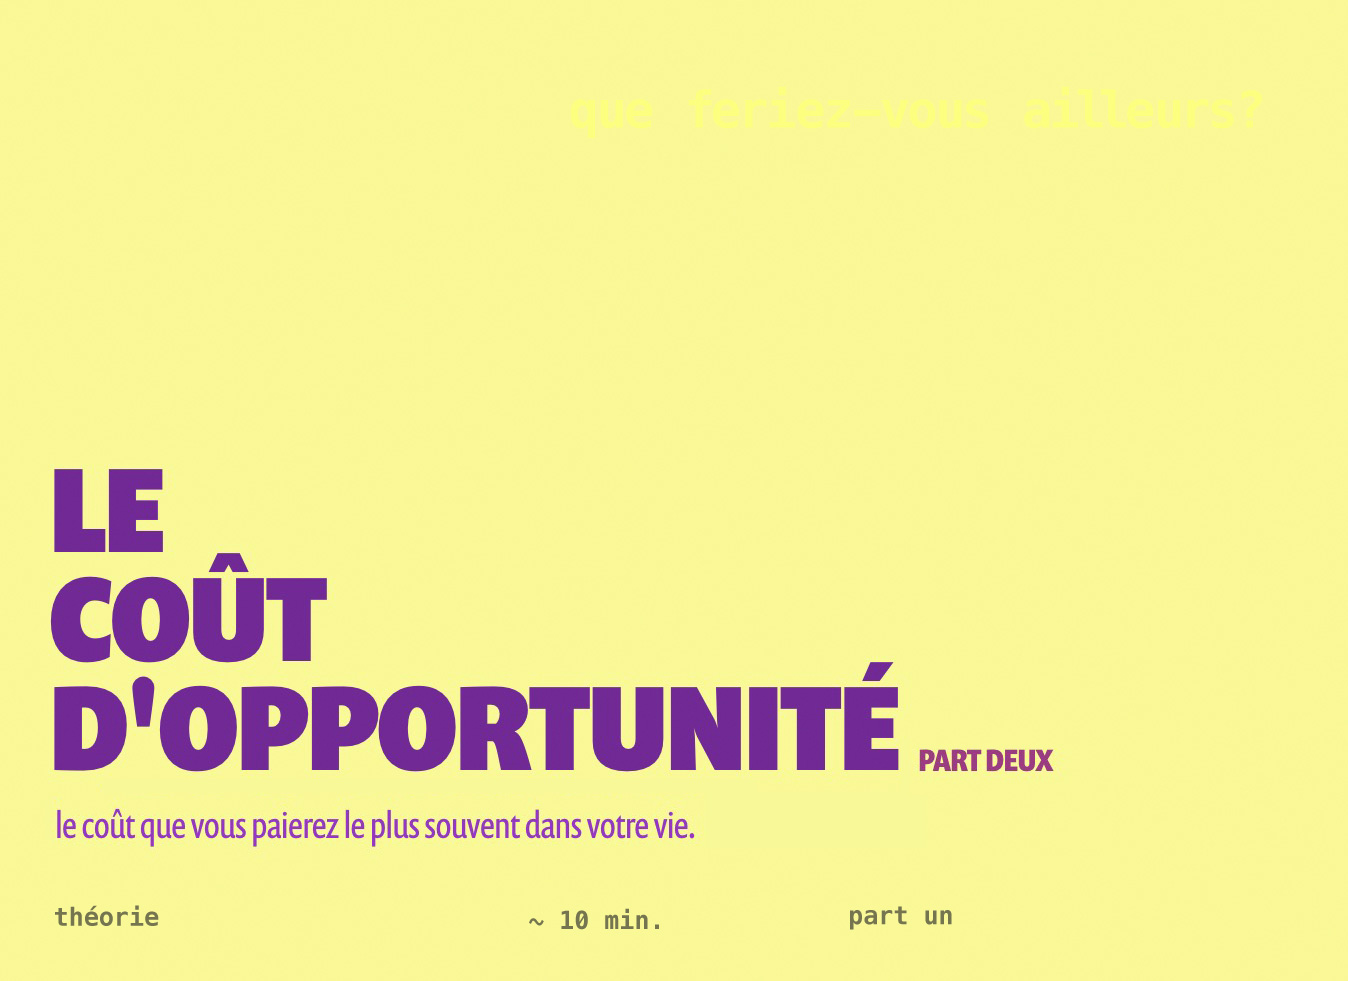 que feriez-vous ailleurs?
LE
COÛT
D'OPPORTUNITÉ PART DEUX
le coût que vous paierez le plus souvent dans votre vie.
théorie ~ 10 min. part un